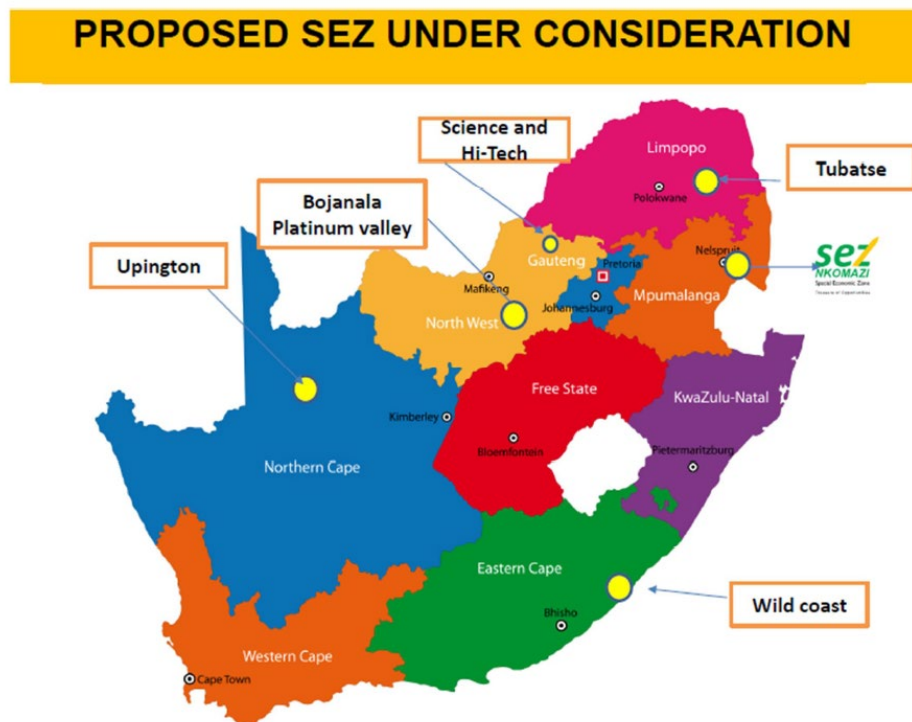 PROPOSED SEZ UNDER CONSIDERATION
Science and
Hi-Tech
Limpopo
Tubatse
Polokwane
Bojanala
Platinum valley
Upington
Gauteng
Pretoria
Nelspruit
sez
NKOMAZI
Special Economic Zone
Mafikeng
Mpumalanga
Johannesburg
North West
Free State
KwaZulu-Natal
Kimberley
Bloemfontein
Pietermaritzburg
Northern Cape
Eastern Cape
Wild coast
Bhisho
Western Cape
Cape Town